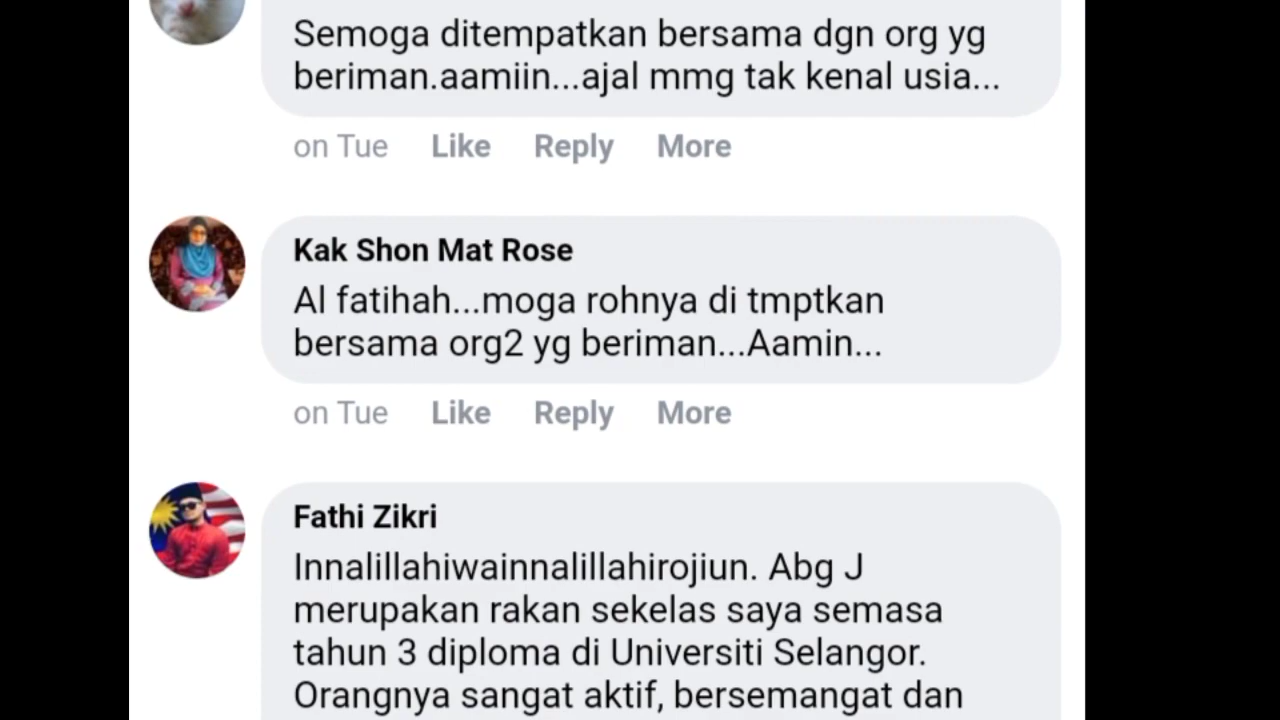 Semoga ditempatkan bersama dgn org yg
beriman.aamiin...ajal mmg tak kenal usia...
on Tue Like Reply More
Kak Shon Mat Rose
Al fatihah...moga rohnya di tmptkan
bersama org2 yg beriman...Aamin...
on Tue Like Reply More
Fathi Zikri
Innalillahiwainnalillahirojiun. Abg J
merupakan rakan sekelas saya semasa
tahun 3 diploma di Universiti Selangor.
Orangnya sangat aktif, bersemangat dan